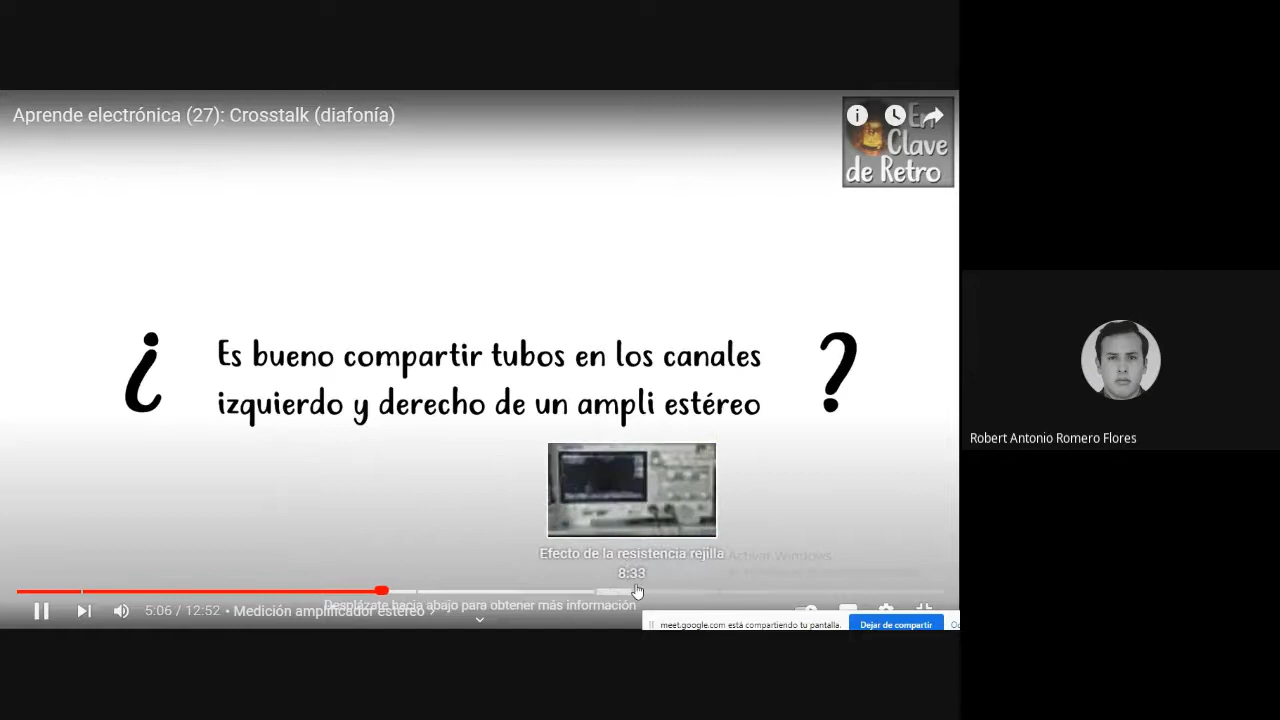 Aprende electrónica (27): Crosstalk (diafonía)
En
Clave
de Retro
¿ Es bueno compartir tubos en los canales
izquierdo y derecho de un ampli estéreo ?
Efecto de la resistencia rejilla
8:33
Activar Windows
Desplázate hacia abajo para obtener más información
5:06 / 12:52 • Medición amplificador estéreo
meet.google.com está compartiendo tu pantalla.
Dejar de compartir
Robert Antonio Romero Flores